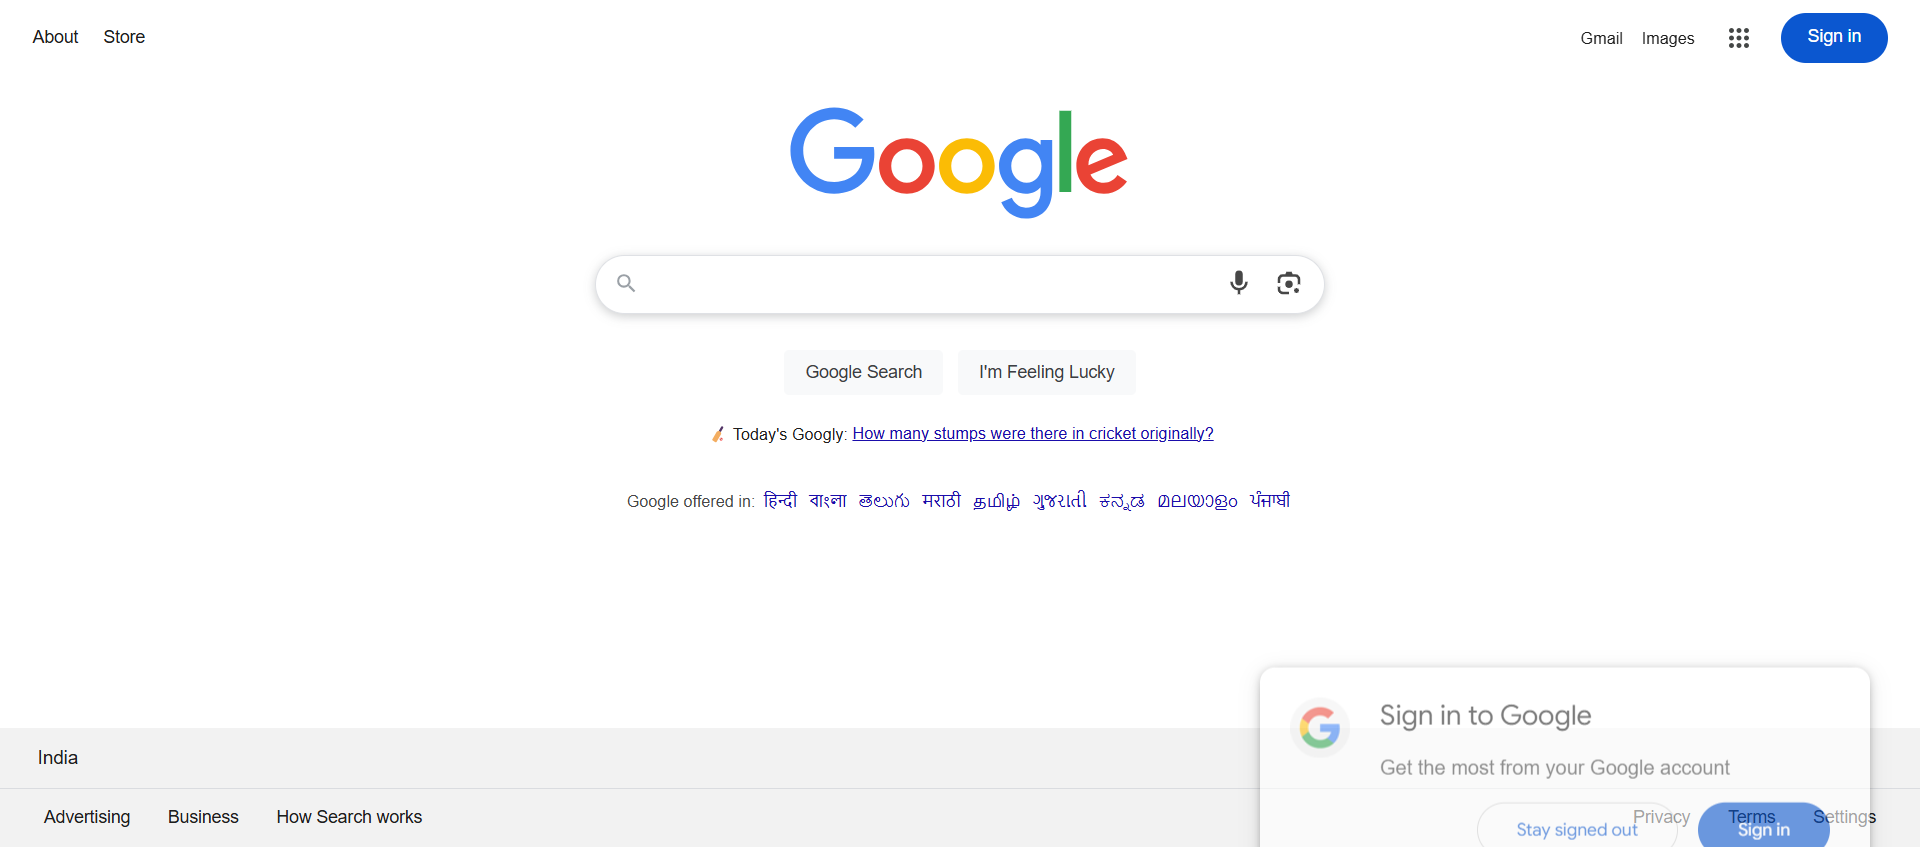 About Store
Gmail Images Sign in
Google
Google Search I'm Feeling Lucky
Today's Googly: How many stumps were there in cricket originally?
Google offered in: हिन्दी বাংলা తెలుగు मराठी தமிழ் ગુજરાતી ಕನ್ನಡ മലയാളം ਪੰਜਾਬੀ
Sign in to Google
Get the most from your Google account
Stay signed out Sign in
India
Advertising Business How Search works
Privacy Terms Settings